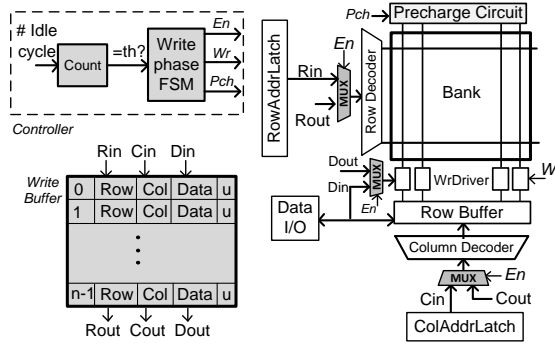 # Idle
cycle
Count
=th?
Write
phase
FSM
En
Wr
Pch
Controller
Rin Cin Din
Write
Buffer
0 Row Col Data u
1 Row Col Data u
n-1 Row Col Data u
Rout Cout Dout
Pch
Precharge Circuit
RowAddrLatch
Rin
Rout
En
MUX
Row Decoder
Bank
Dout
Din
MUX
En
WrDriver
W
Data
I/O
Row Buffer
Column Decoder
MUX
En
Cin
Cout
ColAddrLatch